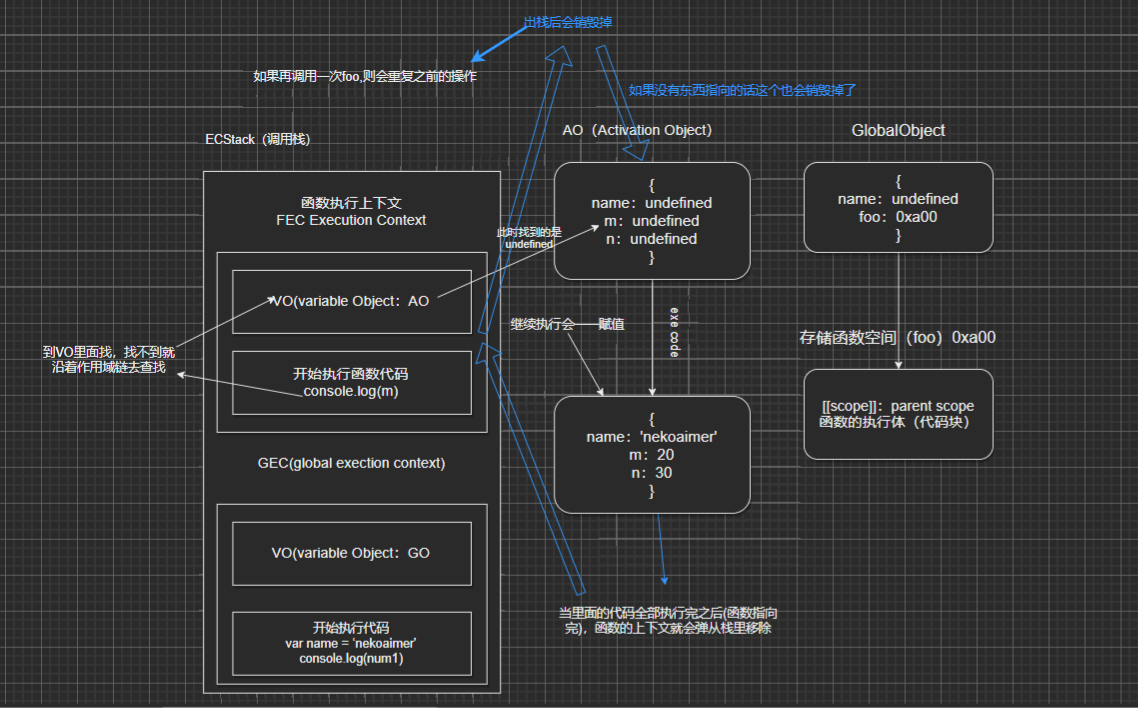 出栈后会销毁掉
如果再调用一次foo,则会重复之前的操作
如果没有东西指向的话这个也会销毁掉了
ECStack（调用栈）
AO（Activation Object）
GlobalObject
函数执行上下文
FEC Execution Context
VO(variable Object：AO
开始执行函数代码
console.log(m)
到VO里面找，找不到就
沿着作用域链去查找
此时找到的是
undefined
{
name：undefined
m：undefined
n：undefined
}
{
name：undefined
foo：0xa00
}
继续执行会
赋值
exe code
存储函数空间（foo）0xa00
[[scope]]：parent scope
函数的执行体（代码块）
{
name：'nekoaimer'
m：20
n：30
}
GEC(global exection context)
VO(variable Object：GO
开始执行代码
var name = 'nekoaimer'
console.log(num1)
当里面的代码全部执行完之后(函数指向
完)，函数的上下文就会弹从栈里移除